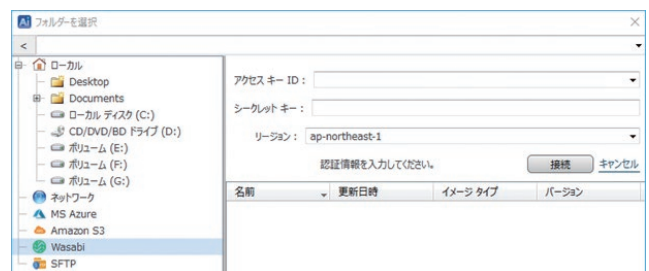 フォルダーを選択
<
ローカル
Desktop
Documents
ローカル ディスク (C:)
CD/DVD/BD ドライブ (D:)
ボリューム (E:)
ボリューム (F:)
ボリューム (G:)
ネットワーク
MS Azure
Amazon S3
Wasabi
SFTP
アクセス キー ID :
シークレット キー :
リージョン : ap-northeast-1
認証情報を入力してください。 接続 キャンセル
名前 更新日時 イメージ タイプ バージョン